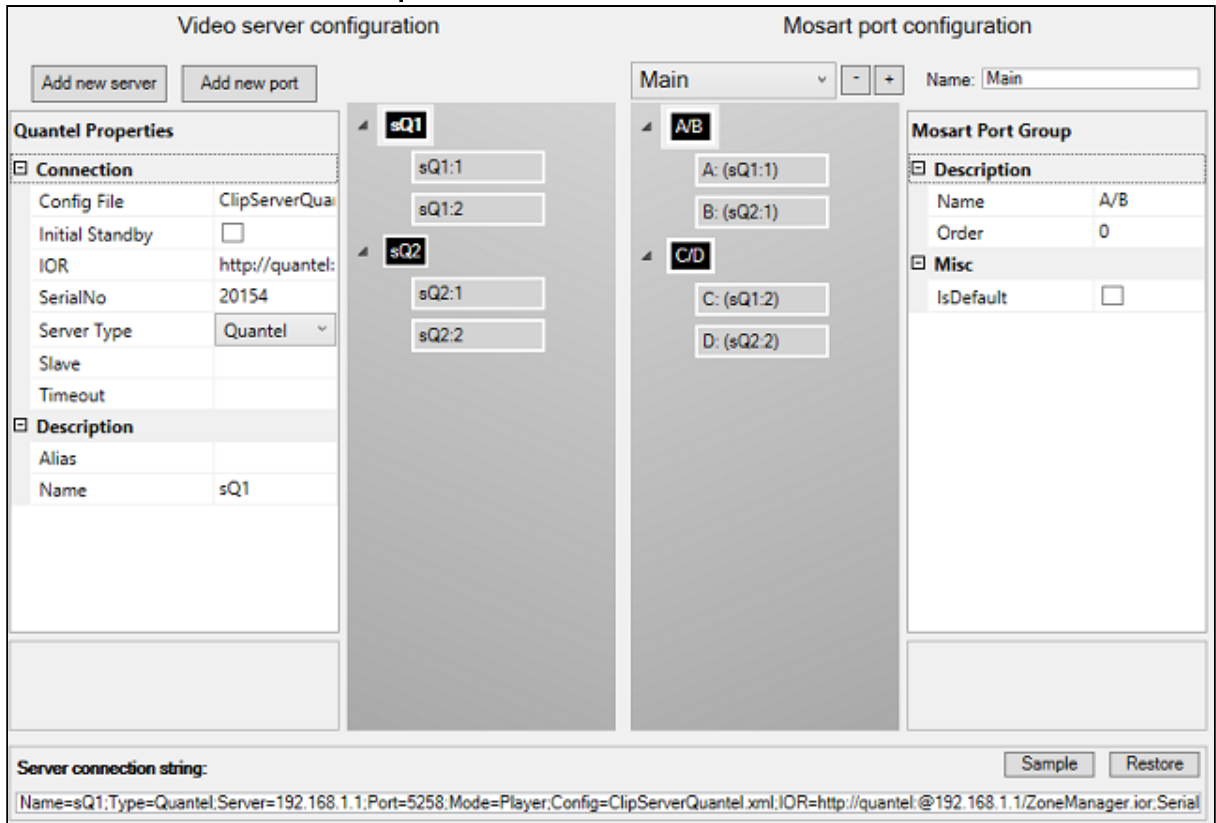 Video server configuration
Mosart port configuration
Add new server
Add new port
Main
-
+
Name: Main
Quantel Properties
Connection
Config File ClipServerQua
Initial Standby
IOR http://quantel:
SerialNo 20154
Server Type Quantel
Slave
Timeout
Description
Alias
Name sQ1
sQ1
sQ1:1
sQ1:2
sQ2
sQ2:1
sQ2:2
A/B
A: (sQ1:1)
B: (sQ2:1)
C/D
C: (sQ1:2)
D: (sQ2:2)
Mosart Port Group
Description
Name A/B
Order 0
Misc
IsDefault
Server connection string:
Sample
Restore
Name=sQ1;Type=Quantel;Server=192.168.1.1;Port=5258;Mode=Player;Config=ClipServerQuantel.xml;IOR=http://quantel:@192.168.1.1/ZoneManager.ior;Serial